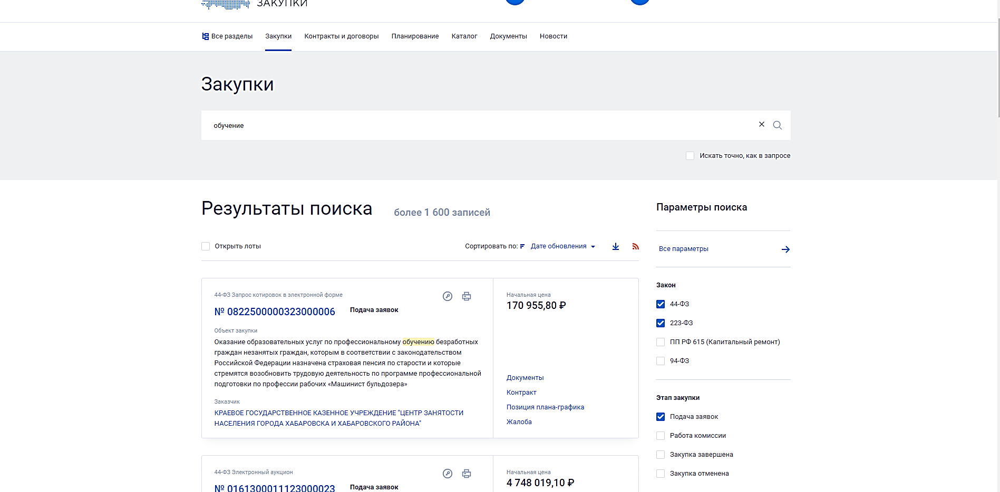 ЗАКУПКИ
Все разделы Закупки Контракты и договоры Планирование Каталог Документы Новости
Закупки
обучение
Искать точно, как в запросе
Результаты поиска более 1 600 записей
Открыть лоты Сортировать по: Дате обновления
44-ФЗ Запрос котировок в электронной форме
№ 0822500000323000006 Подача заявок
Объект закупки
Оказание образовательных услуг по профессиональному обучению безработных
граждан незанятых граждан, которым в соответствии с законодательством
Российской Федерации назначена страховая пенсия по старости и которые
стремятся возобновить трудовую деятельность по программе профессиональной
подготовки по профессии рабочих «Машинист бульдозера»
Заказчик
КРАЕВОЕ ГОСУДАРСТВЕННОЕ КАЗЕННОЕ УЧРЕЖДЕНИЕ "ЦЕНТР ЗАНЯТОСТИ
НАСЕЛЕНИЯ ГОРОДА ХАБАРОВСКА И ХАБАРОВСКОГО РАЙОНА"
Начальная цена
170 955,80 ₽
Документы
Контракт
Позиция плана-графика
Жалоба
44-ФЗ Электронный аукцион
№ 0161300011123000023 Подача заявок
Начальная цена
4 748 019,10 ₽
Параметры поиска
Все параметры
Закон
44-ФЗ
223-ФЗ
ПП РФ 615 (Капитальный ремонт)
94-ФЗ
Этап закупки
Подача заявок
Работа комиссии
Закупка завершена
Закупка отменена